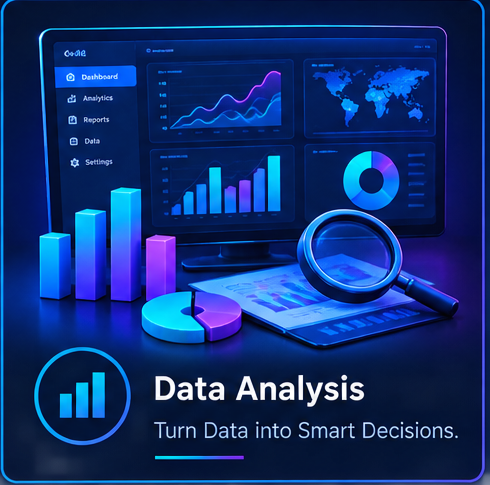 Dashboard
Analytics
Reports
Data
Settings
Data Analysis
Turn Data into Smart Decisions.